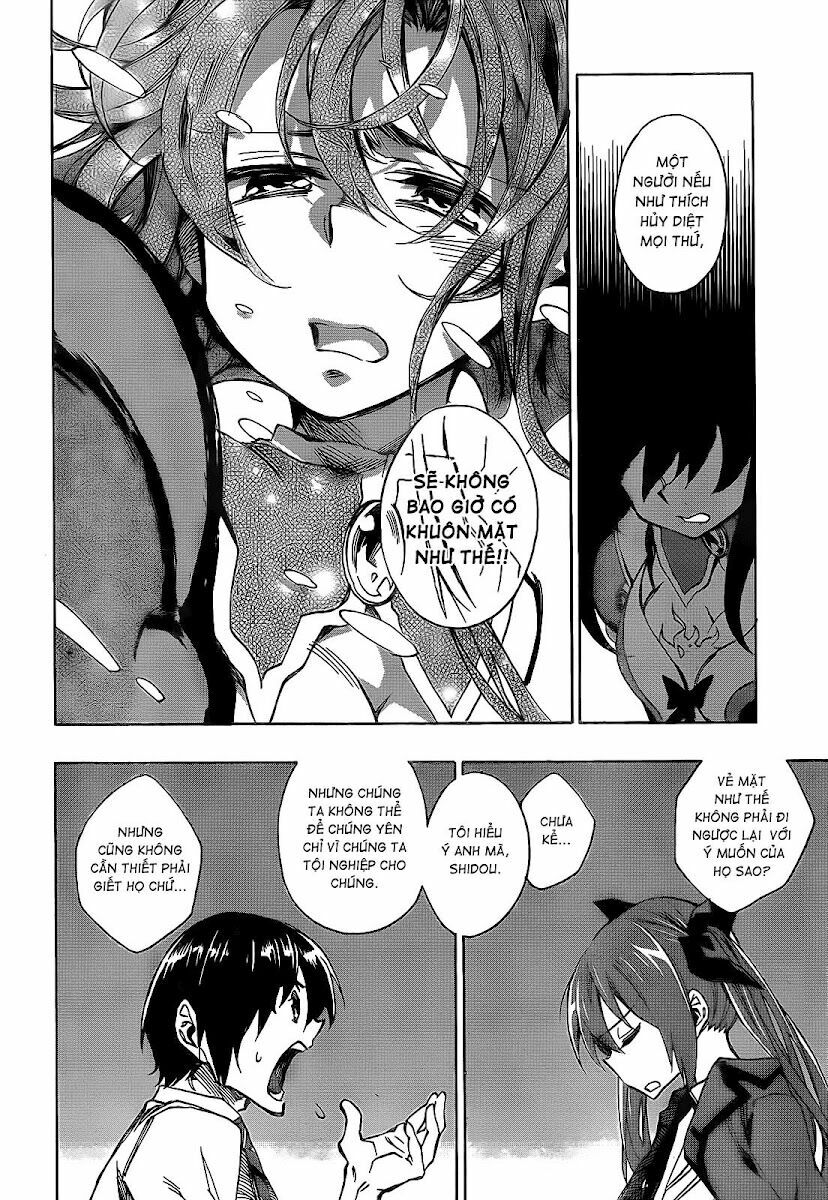 MỘT
NGƯỜI NẾU
NHƯ THÍCH
HỦY DIỆT
MỌI THỨ,
SẼ KHÔNG
BAO GIỜ CÓ
KHUÔN MẶT
NHƯ THẾ!!
VẺ MẶT
NHƯ THẾ
KHÔNG PHẢI ĐI
NGƯỢC LẠI VỚI
Ý MUỐN CỦA
HỌ SAO?
CHƯA
KỂ...
TÔI HIỂU
Ý ANH MÀ,
SHIDOU.
NHƯNG CHÚNG
TA KHÔNG THỂ
ĐỂ CHÚNG YÊN
CHỈ VÌ CHÚNG TA
TỘI NGHIỆP CHO
CHÚNG.
NHƯNG
CŨNG KHÔNG
CẦN THIẾT PHẢI
GIẾT HỌ CHỨ...